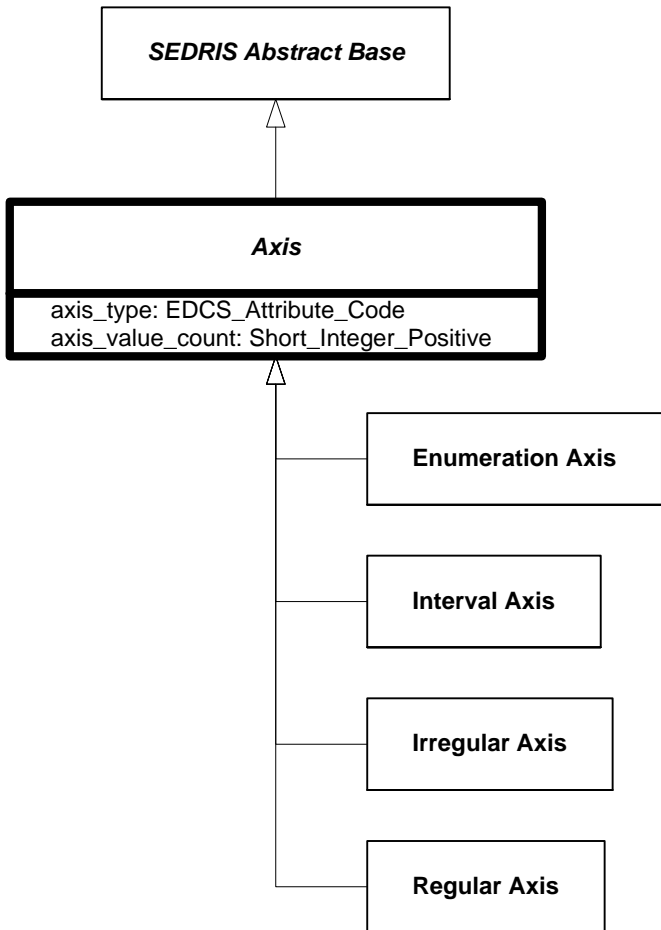 SEDRIS Abstract Base
Axis
axis_type: EDCS_Attribute_Code
axis_value_count: Short_Integer_Positive
Enumeration Axis
Interval Axis
Irregular Axis
Regular Axis